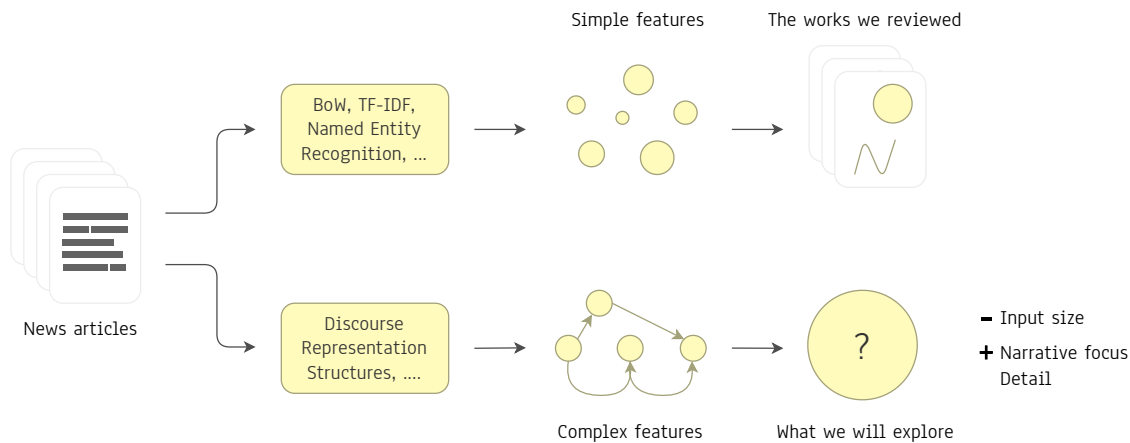 Simple features
The works we reviewed
BoW, TF-IDF,
Named Entity
Recognition, ...
News articles
Discourse
Representation
Structures, ....
?
– Input size
+ Narrative focus
Detail
Complex features
What we will explore